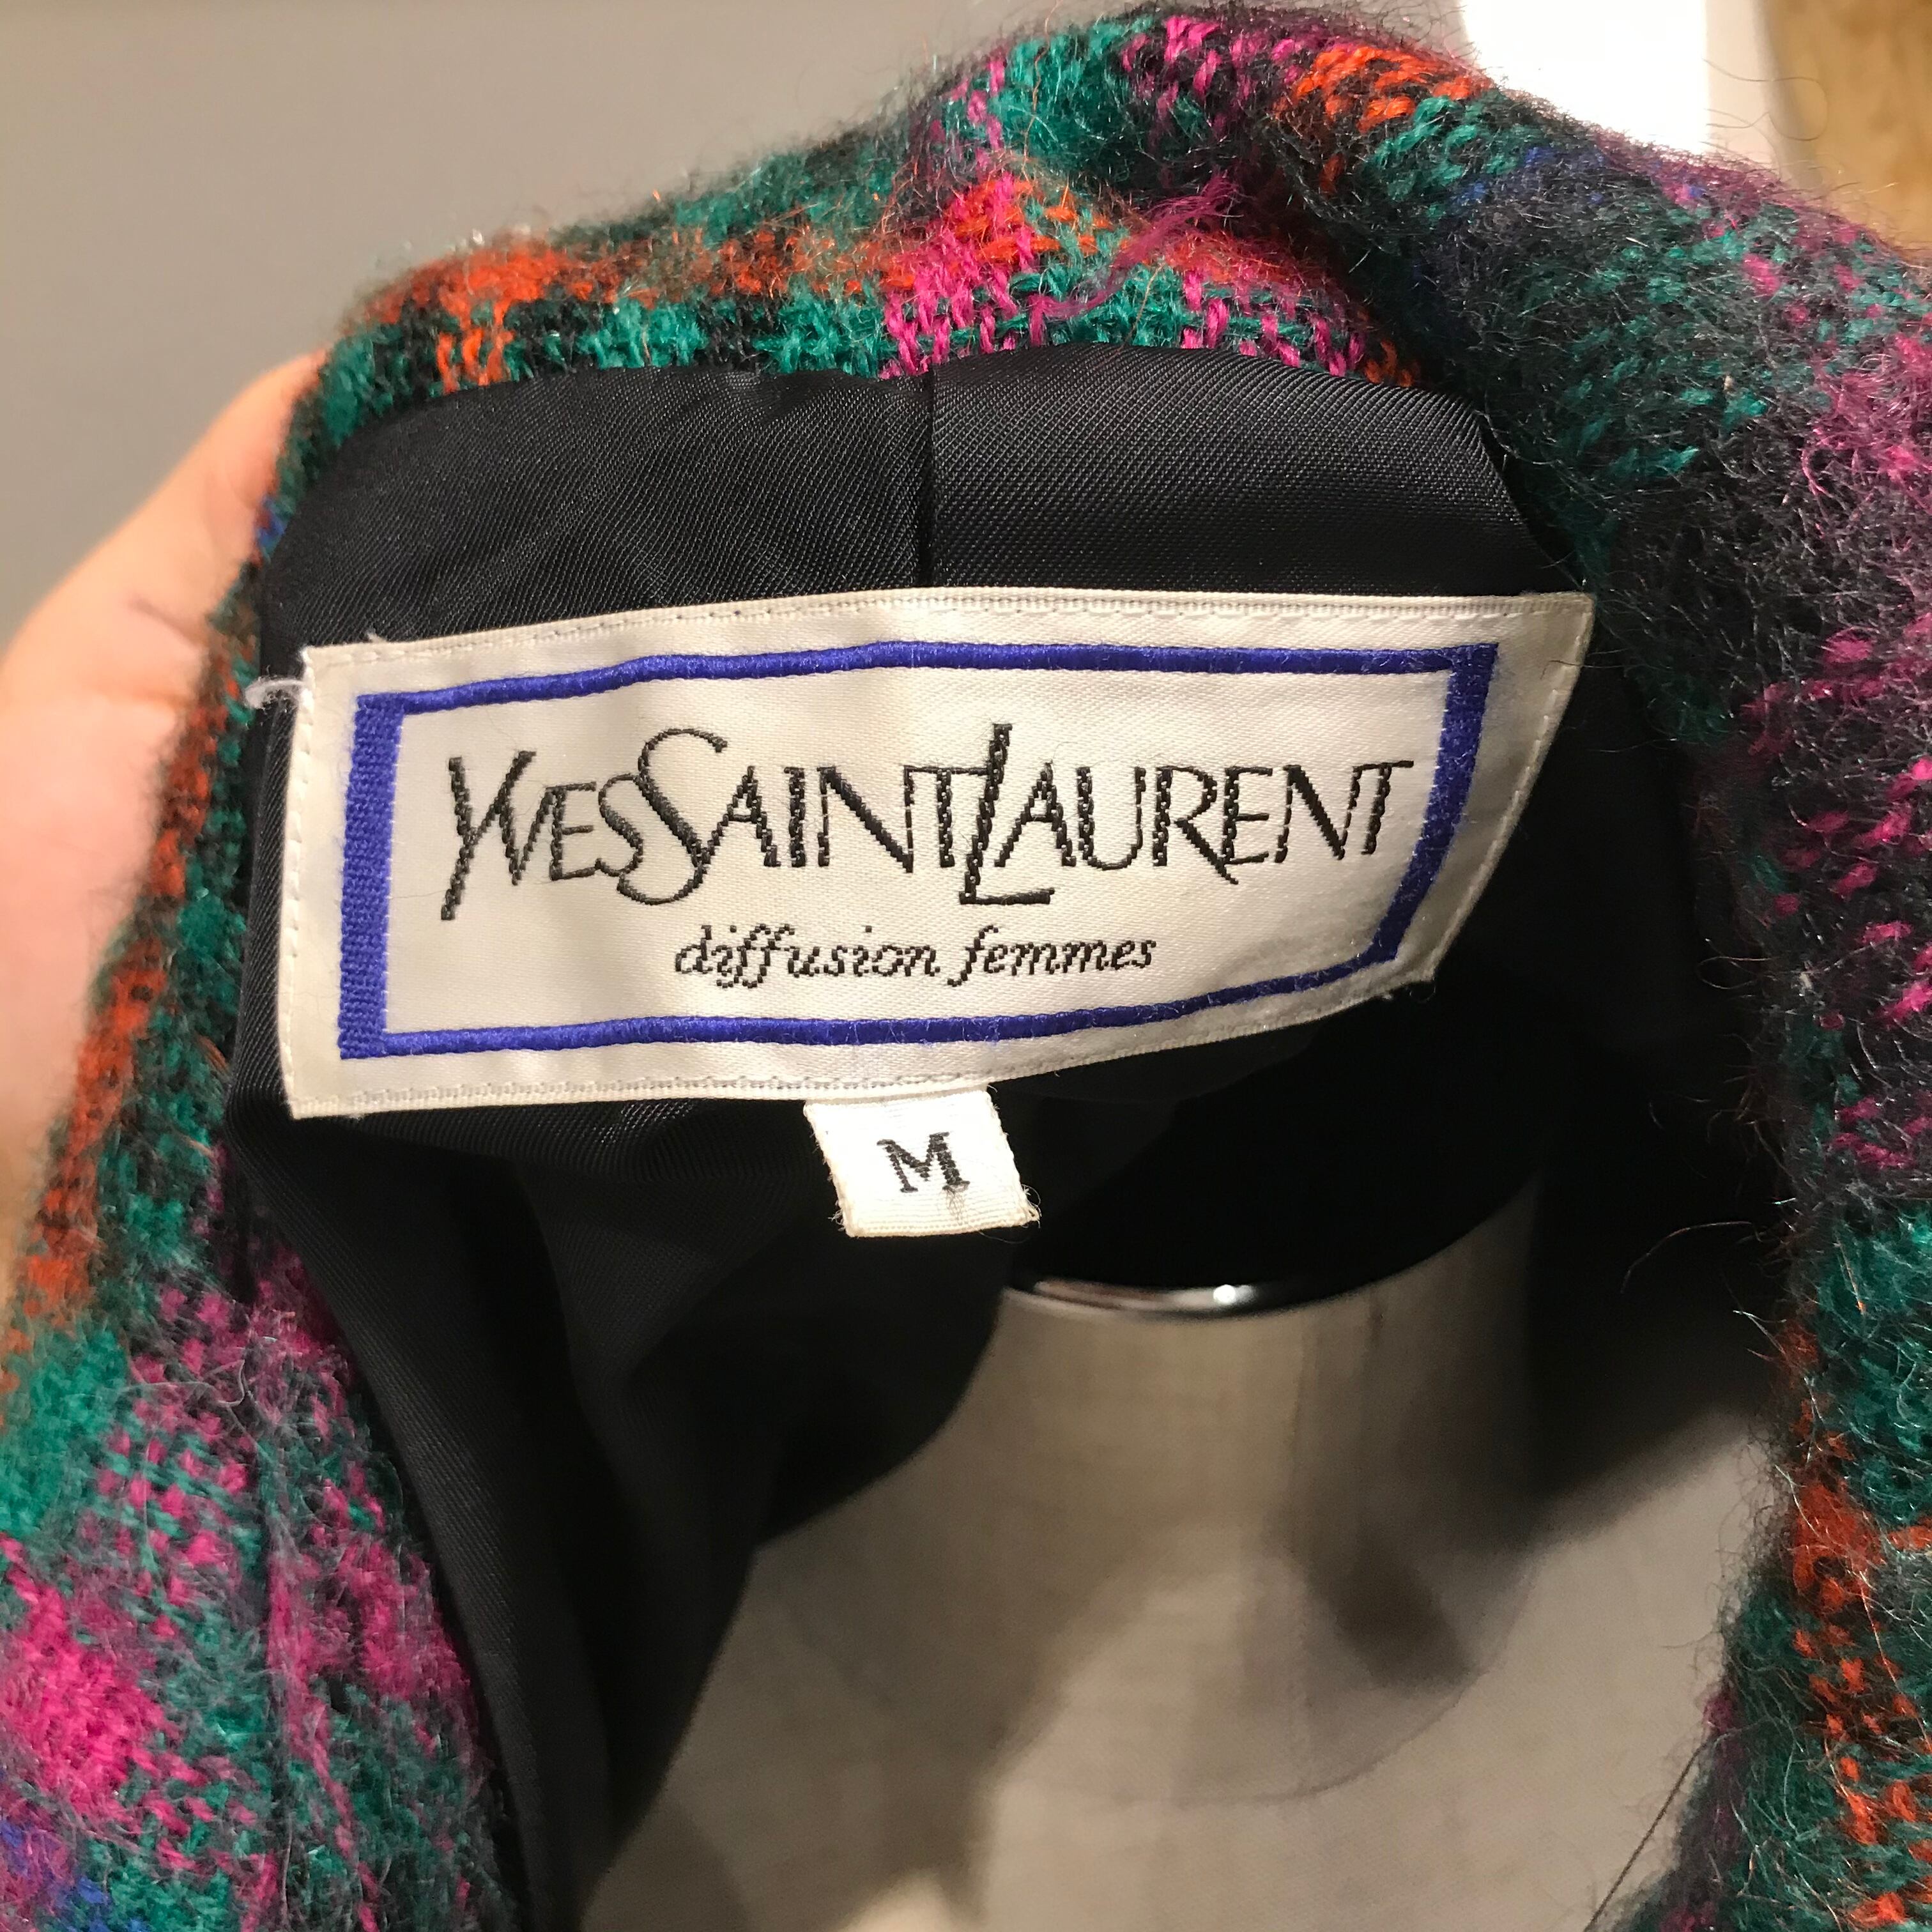 YVES SAINT LAURENT
diffusion femmes
M